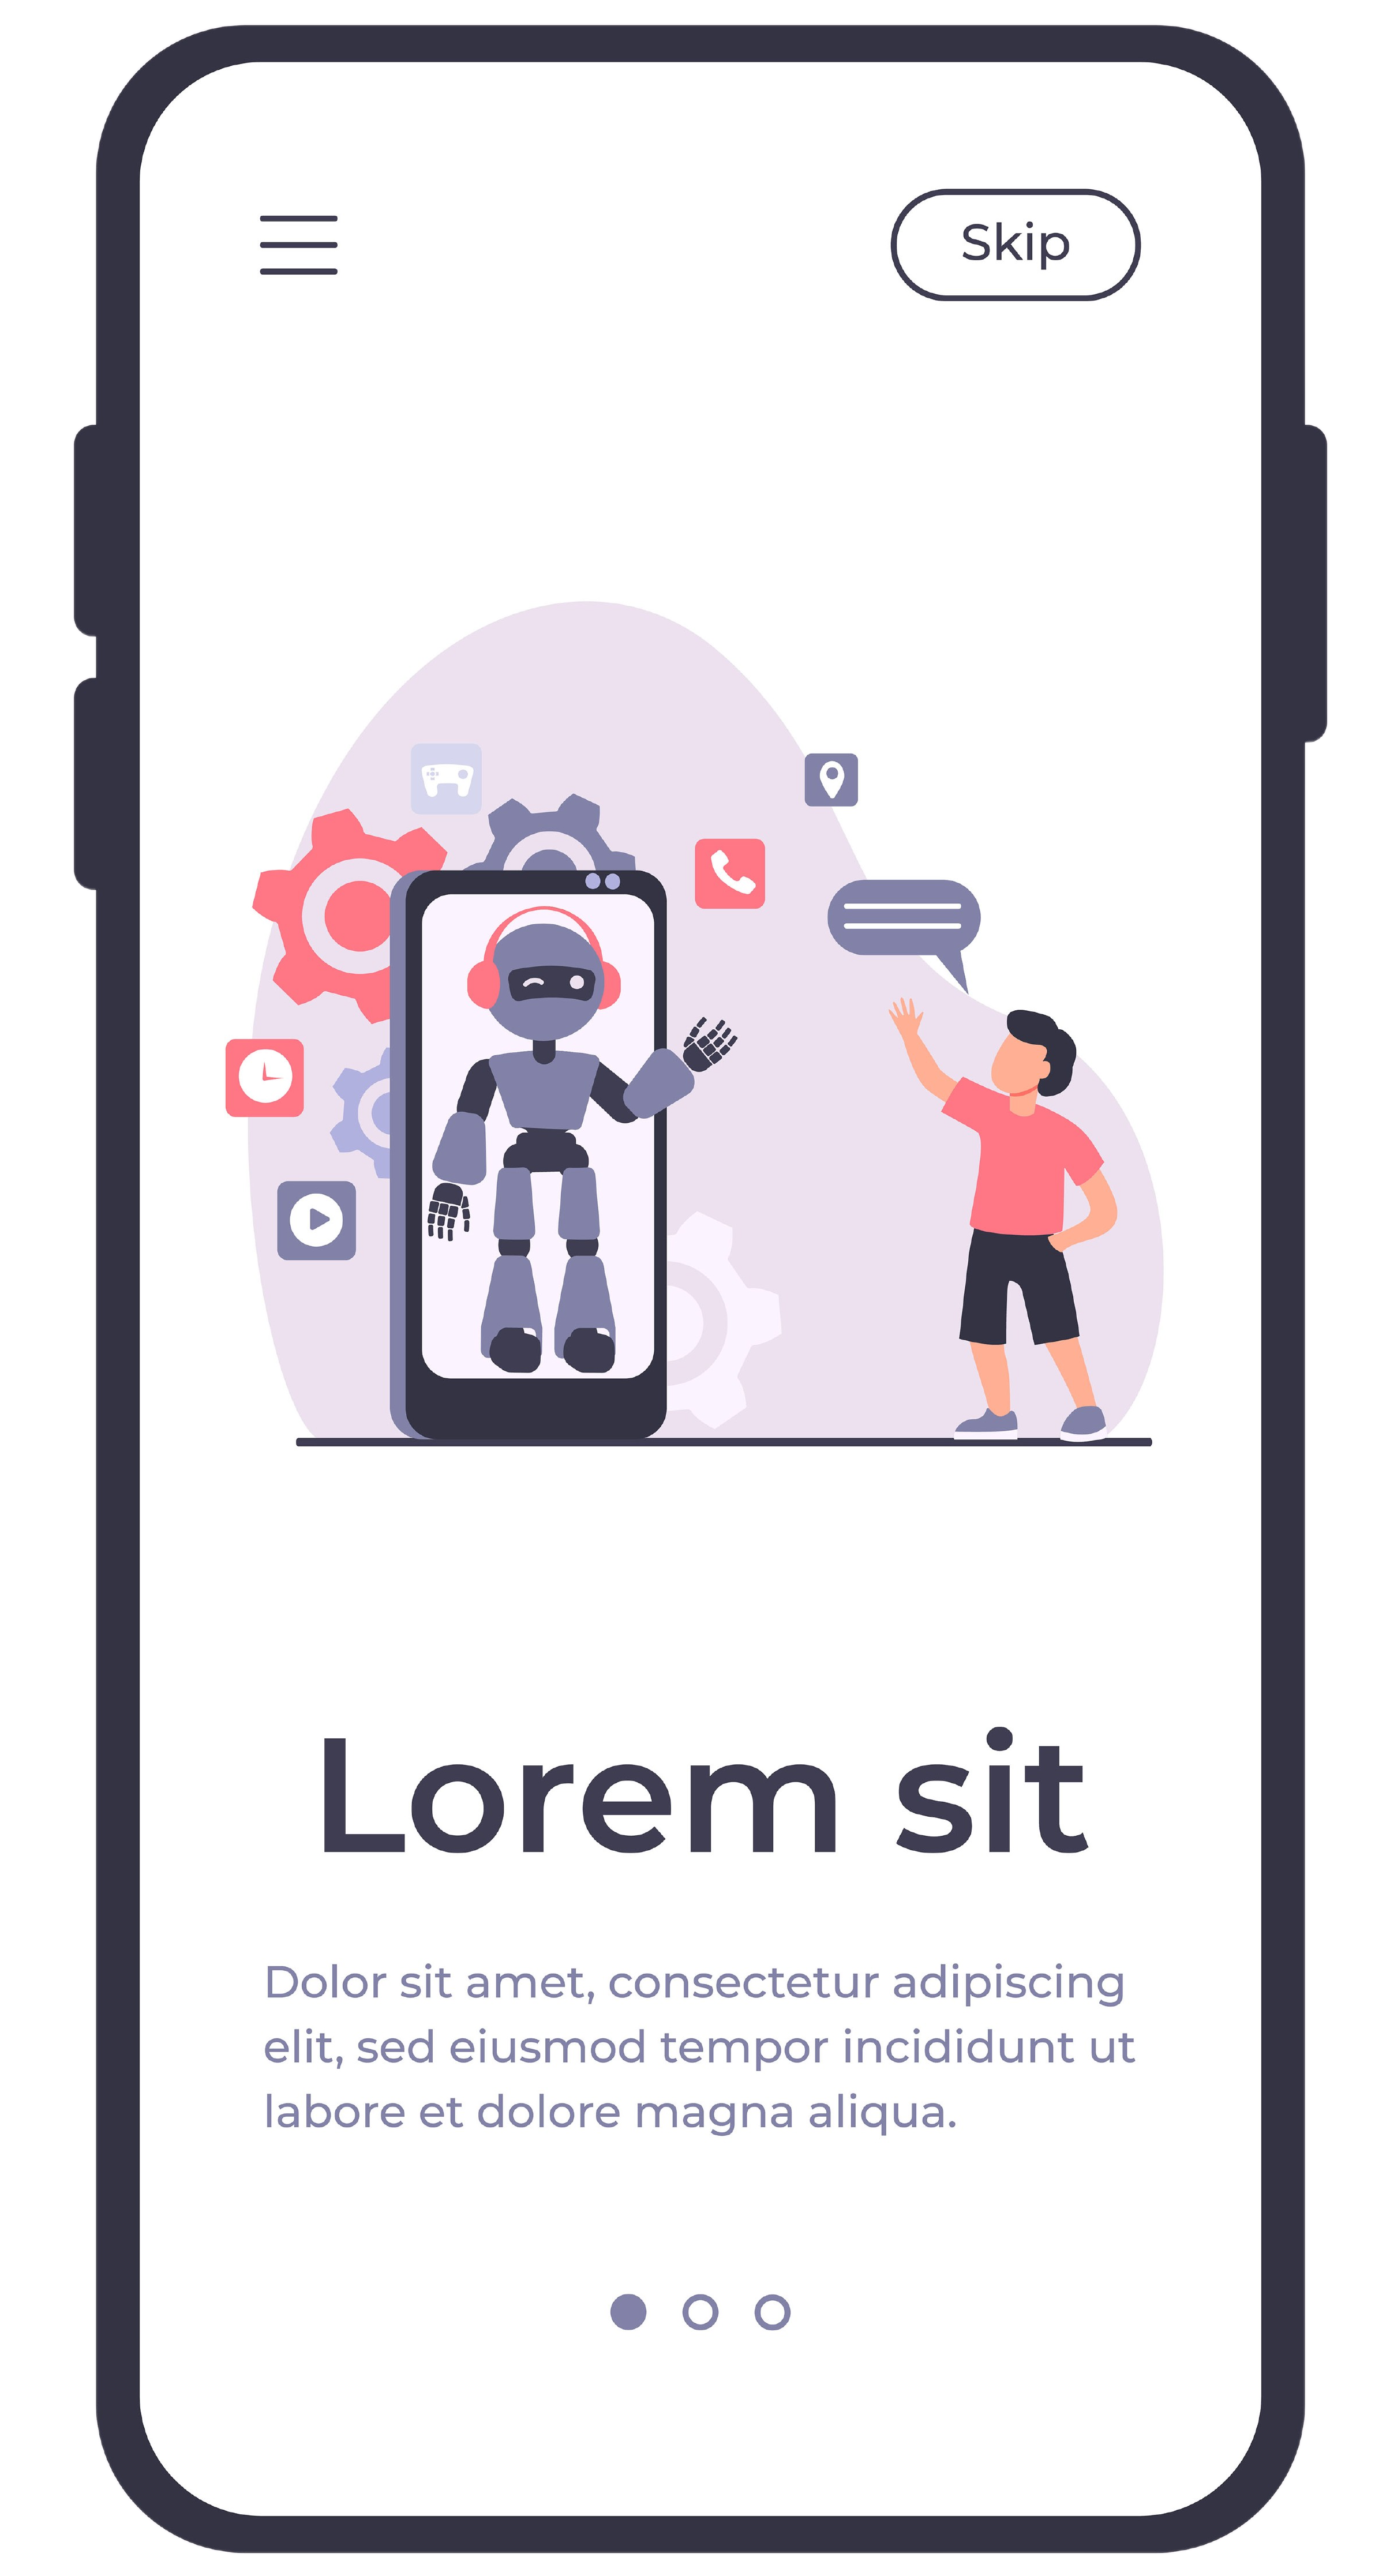 Skip
Lorem sit
Dolor sit amet, consectetur adipiscing
elit, sed eiusmod tempor incididunt ut
labore et dolore magna aliqua.